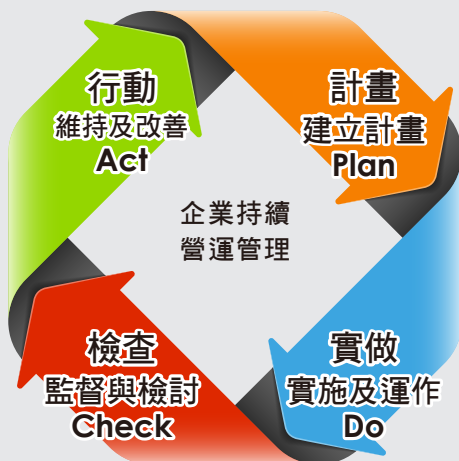 行動
維持及改善
Act
計畫
建立計畫
Plan
企業持續
營運管理
檢查
監督與檢討
Check
實做
實施及運作
Do